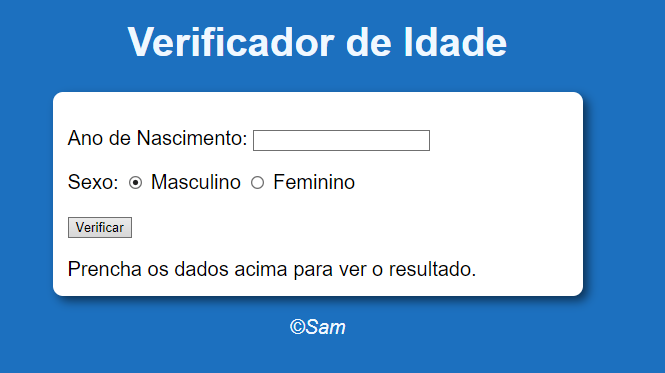 Verificador de Idade
Ano de Nascimento:
Sexo: Masculino Feminino
Verificar
Prencha os dados acima para ver o resultado.
©Sam